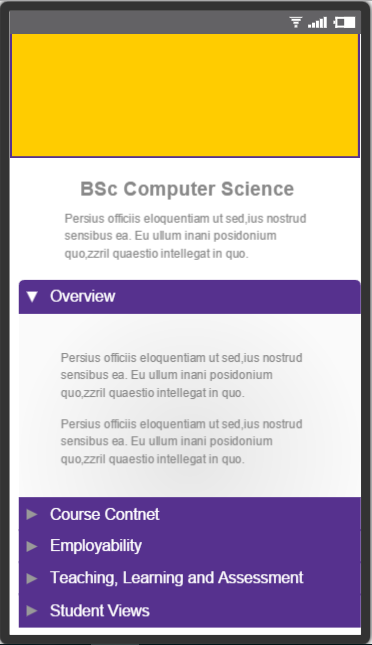 BSc Computer Science
Persius officiis eloquentiam ut sed,ius nostrud
sensibus ea. Eu ullum inani posidonium
quo,zzril quaestio intellegat in quo.
Overview
Persius officiis eloquentiam ut sed,ius nostrud
sensibus ea. Eu ullum inani posidonium
quo,zzril quaestio intellegat in quo.
Persius officiis eloquentiam ut sed,ius nostrud
sensibus ea. Eu ullum inani posidonium
quo,zzril quaestio intellegat in quo.
Course Contnet
Employability
Teaching, Learning and Assessment
Student Views